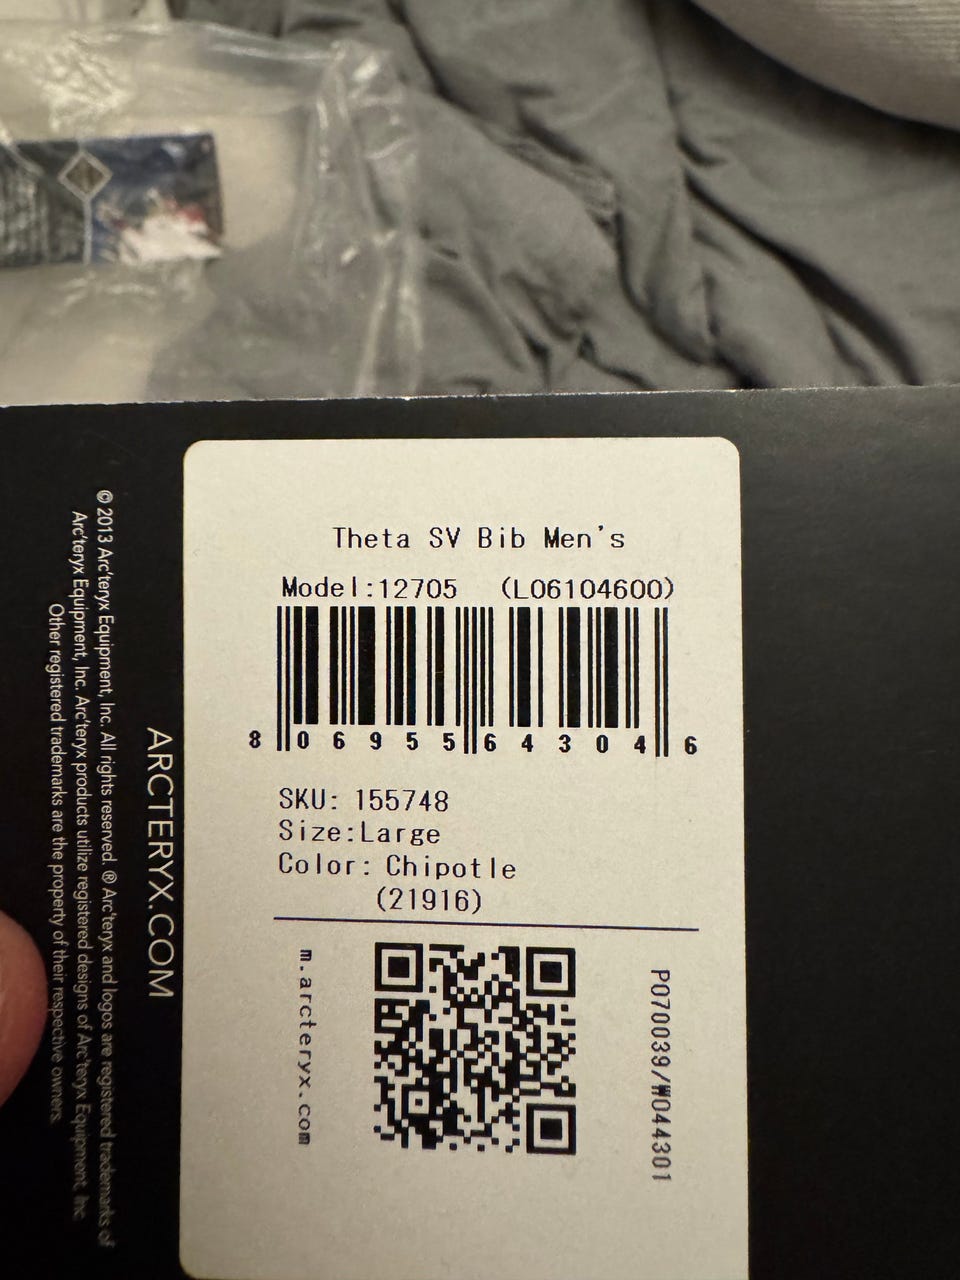 Theta SV Bib Men's
Model:12705 (L06104600)
8 06955 64304 6
SKU: 155748
Size:Large
Color: Chipotle
(21916)
m.arcteryx.com
P070039/W044301
ARCTERYX.COM
© 2013 Arc'teryx Equipment, Inc. All rights reserved. ® Arc'teryx and logos are registered trademarks of
Arc'teryx Equipment, Inc. Arc'teryx products utilize registered designs of Arc'teryx Equipment, Inc.
Other registered trademarks are the property of their respective owners.